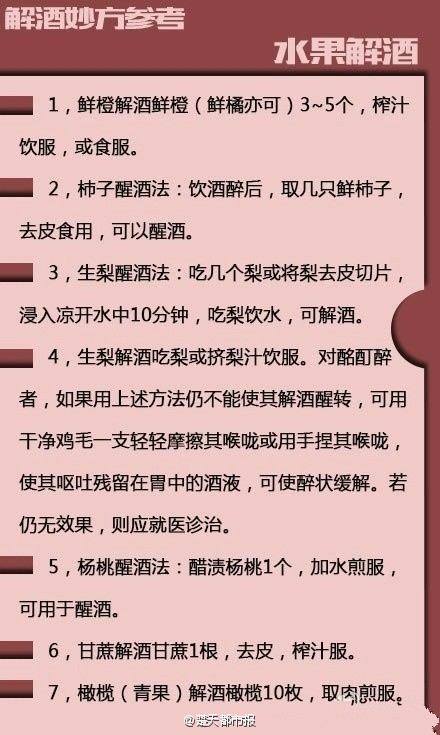 解酒妙方参考
水果解酒
1，鲜橙解酒鲜橙（鲜橘亦可）3~5个，榨汁
饮服，或食服。
2，柿子醒酒法：饮酒醉后，取几只鲜柿子，
去皮食用，可以醒酒。
3，生梨醒酒法：吃几个梨或将梨去皮切片，
浸入凉开水中10分钟，吃梨饮水，可解酒。
4，生梨解酒吃梨或挤梨汁饮服。对酩酊醉
者，如果用上述方法仍不能使其解酒醒转，可用
干净鸡毛一支轻轻摩擦其喉咙或用手捏其喉咙，
使其呕吐残留在胃中的酒液，可使醉状缓解。若
仍无效果，则应就医诊治。
5，杨桃醒酒法：醋渍杨桃1个，加水煎服，
可用于醒酒。
6，甘蔗解酒甘蔗1根，去皮，榨汁服。
7，橄榄（青果）解酒橄榄10枚，取肉煎服。
@楚天都市报